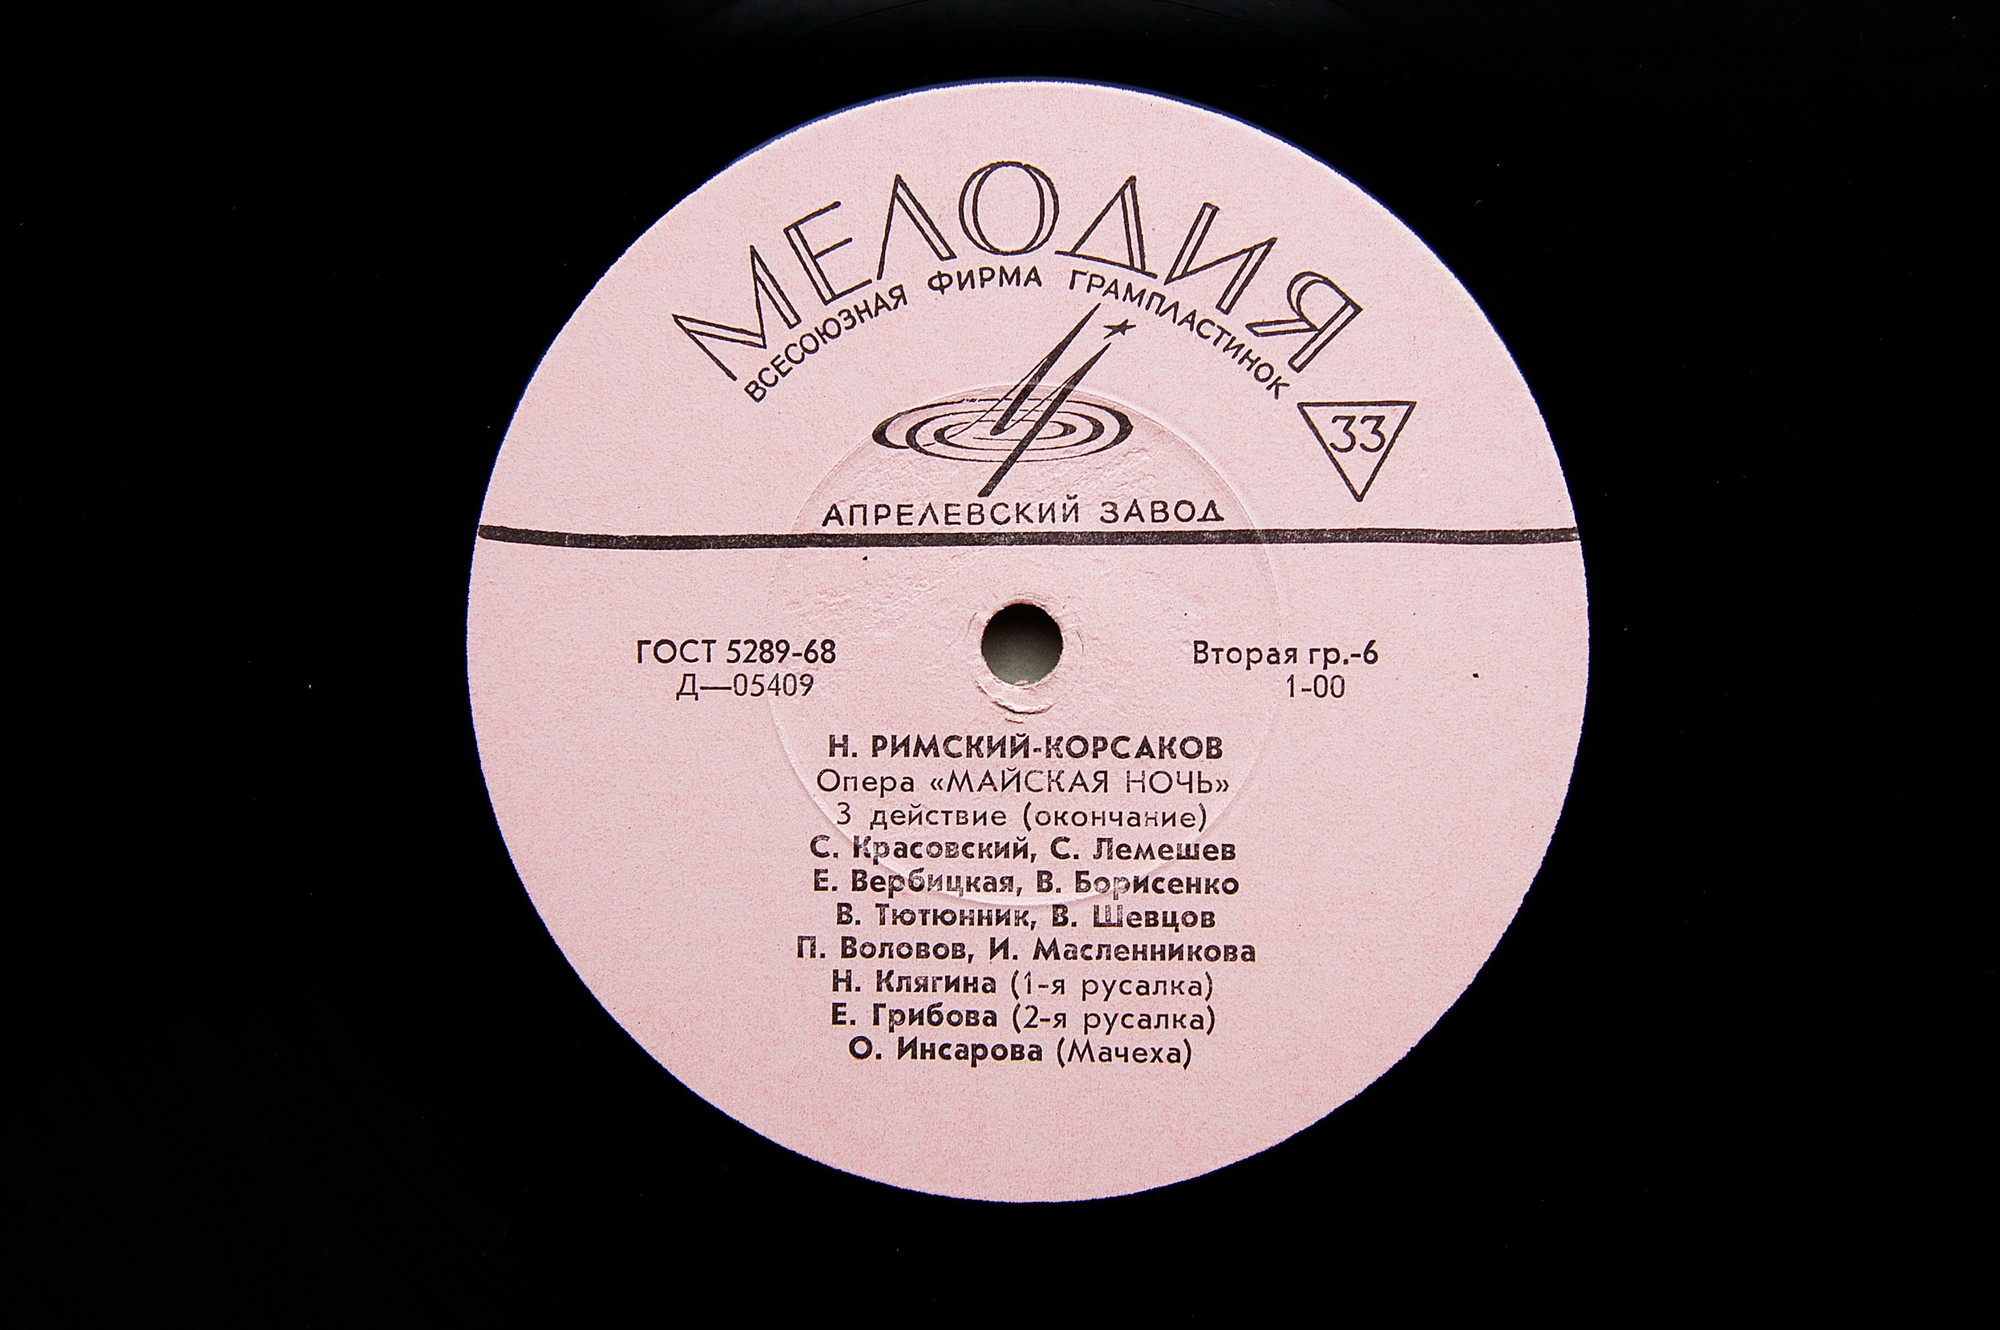 МЕЛОДИЯ
ВСЕСОЮЗНАЯ ФИРМА ГРАМПЛАСТИНОК
33
АПРЕЛЕВСКИЙ ЗАВОД
ГОСТ 5289-68
Д—05409
Вторая гр.-6
1-00
Н. РИМСКИЙ-КОРСАКОВ
Опера «МАЙСКАЯ НОЧЬ»
3 действие (окончание)
С. Красовский, С. Лемешев
Е. Вербицкая, В. Борисенко
В. Тютюнник, В. Шевцов
П. Воловов, И. Масленникова
Н. Клягина (1-я русалка)
Е. Грибова (2-я русалка)
О. Инсарова (Мачеха)